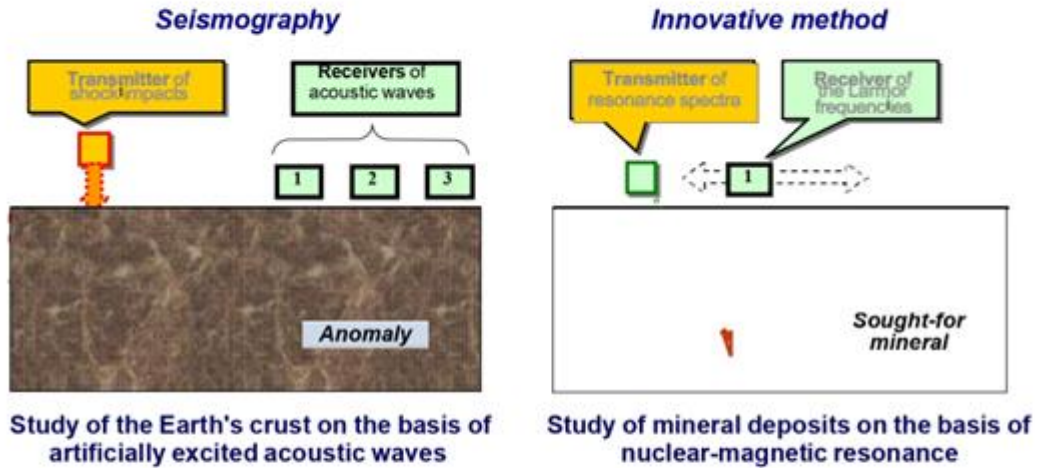 Seismography
Transmitter of
shock impacts
Receivers of
acoustic waves
1
2
3
Anomaly
Study of the Earth's crust on the basis of
artificially excited acoustic waves
Innovative method
Transmitter of
resonance spectra
Receiver of
the Larmor
frequencies
1
Sought-for
mineral
Study of mineral deposits on the basis of
nuclear-magnetic resonance